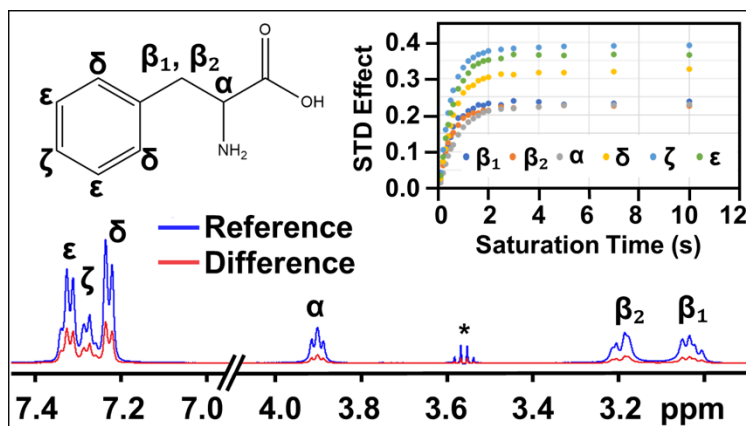 β₁, β₂
O
α
OH
NH₂
δ
ε
ζ
ε
δ
STD Effect
0.4
0.3
0.2
0.1
0.0
β₁ β₂ α δ ζ ε
0 2 4 6 8 10 12
Saturation Time (s)
Reference
Difference
ε
ζ
δ
α
*
β₂
β₁
7.4 7.2 7.0 4.0 3.8 3.6 3.4 3.2 ppm